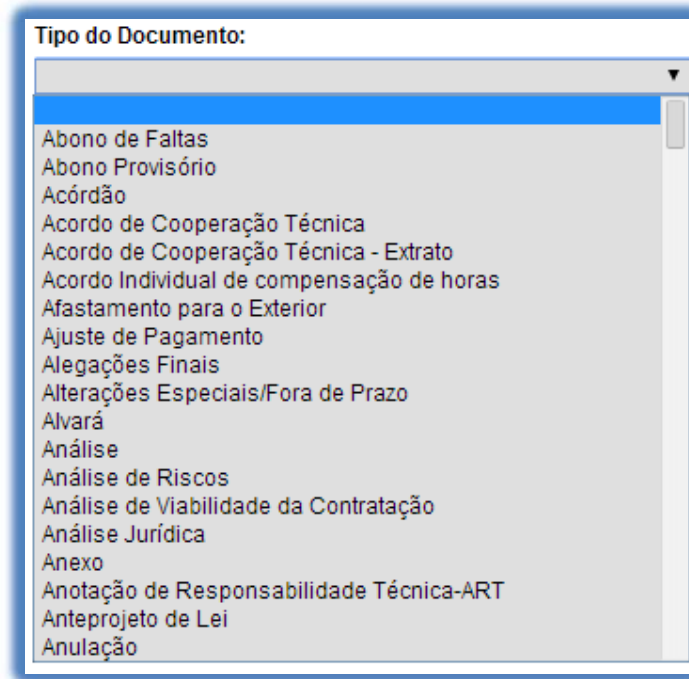 Tipo do Documento:
Abono de Faltas
Abono Provisório
Acórdão
Acordo de Cooperação Técnica
Acordo de Cooperação Técnica - Extrato
Acordo Individual de compensação de horas
Afastamento para o Exterior
Ajuste de Pagamento
Alegações Finais
Alterações Especiais/Fora de Prazo
Alvará
Análise
Análise de Riscos
Análise de Viabilidade da Contratação
Análise Jurídica
Anexo
Anotação de Responsabilidade Técnica-ART
Anteprojeto de Lei
Anulação